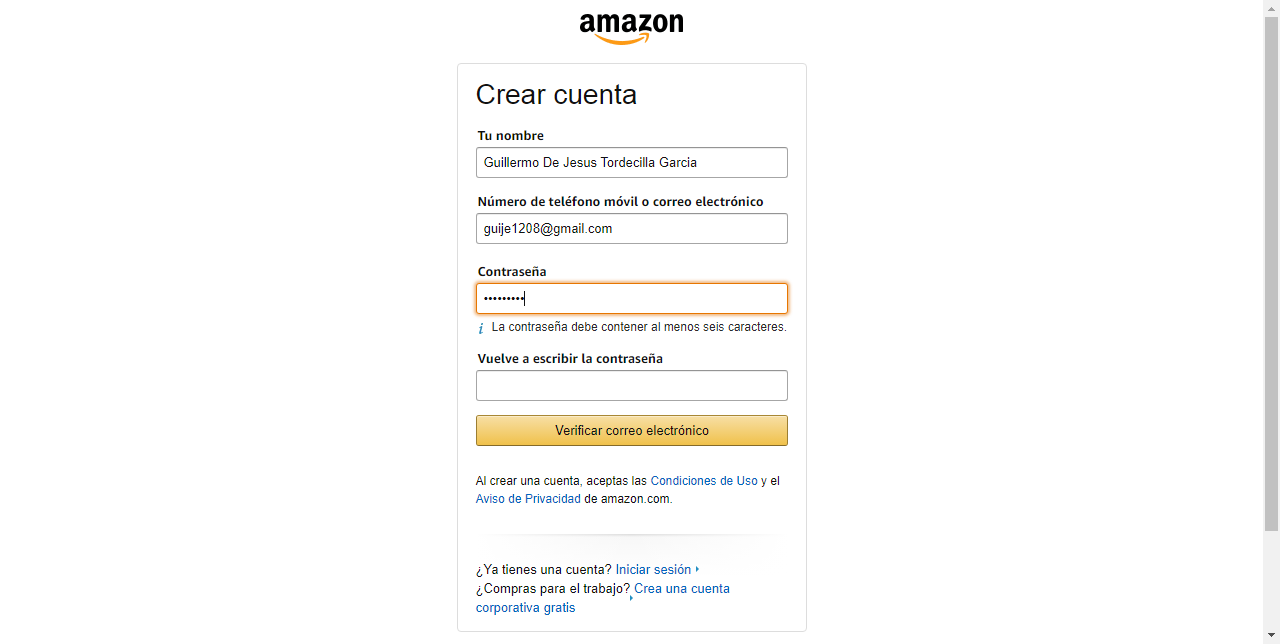 amazon
Crear cuenta
Tu nombre
Guillermo De Jesus Tordecilla Garcia
Número de teléfono móvil o correo electrónico
guije1208@gmail.com
Contraseña
•••••••••
i La contraseña debe contener al menos seis caracteres.
Vuelve a escribir la contraseña
Verificar correo electrónico
Al crear una cuenta, aceptas las Condiciones de Uso y el
Aviso de Privacidad de amazon.com.
¿Ya tienes una cuenta? Iniciar sesión
¿Compras para el trabajo? Crea una cuenta
corporativa gratis